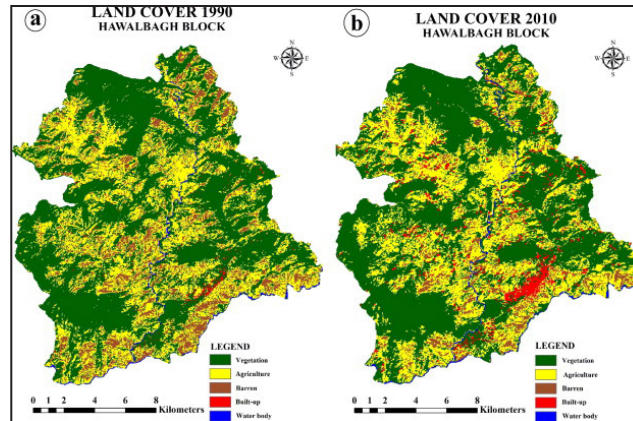 a
LAND COVER 1990
HAWALBAGH BLOCK
N
W E
S
LEGEND
Vegetation
Agriculture
Barren
Built-up
Water body
0 1 2 4 6 8
Kilometers
b
LAND COVER 2010
HAWALBAGH BLOCK
N
W E
S
LEGEND
Vegetation
Agriculture
Barren
Built-up
Water body
0 1 2 4 6 8
Kilometers